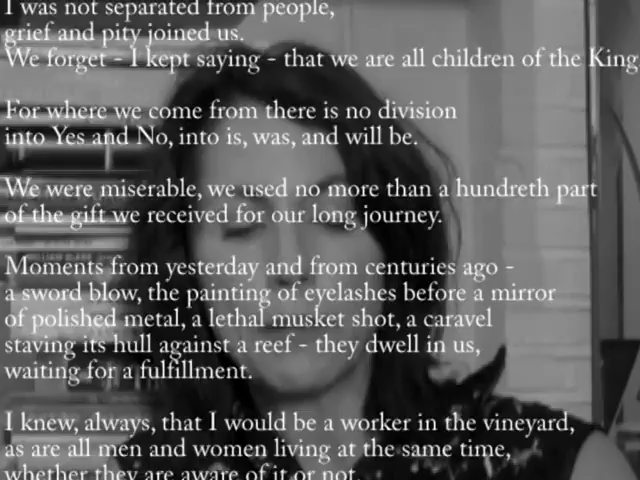 I was not separated from people,
grief and pity joined us.
We forget - I kept saying - that we are all children of the King
For where we come from there is no division
into Yes and No, into is, was, and will be.
We were miserable, we used no more than a hundreth part
of the gift we received for our long journey.
Moments from yesterday and from centuries ago -
a sword blow, the painting of eyelashes before a mirror
of polished metal, a lethal musket shot, a caravel
staving its hull against a reef - they dwell in us,
waiting for a fulfillment.
I knew, always, that I would be a worker in the vineyard,
as are all men and women living at the same time,
whether they are aware of it or not.